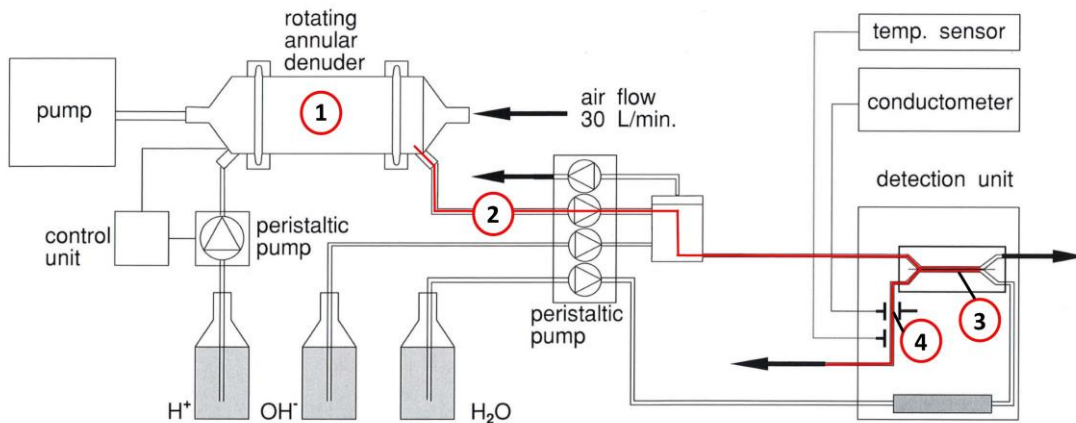 rotating
annular
denuder
temp. sensor
pump
1
air flow
30 L/min.
conductometer
detection unit
2
control
unit
peristaltic
pump
3
peristaltic
pump
4
H⁺
OH⁻
H₂O